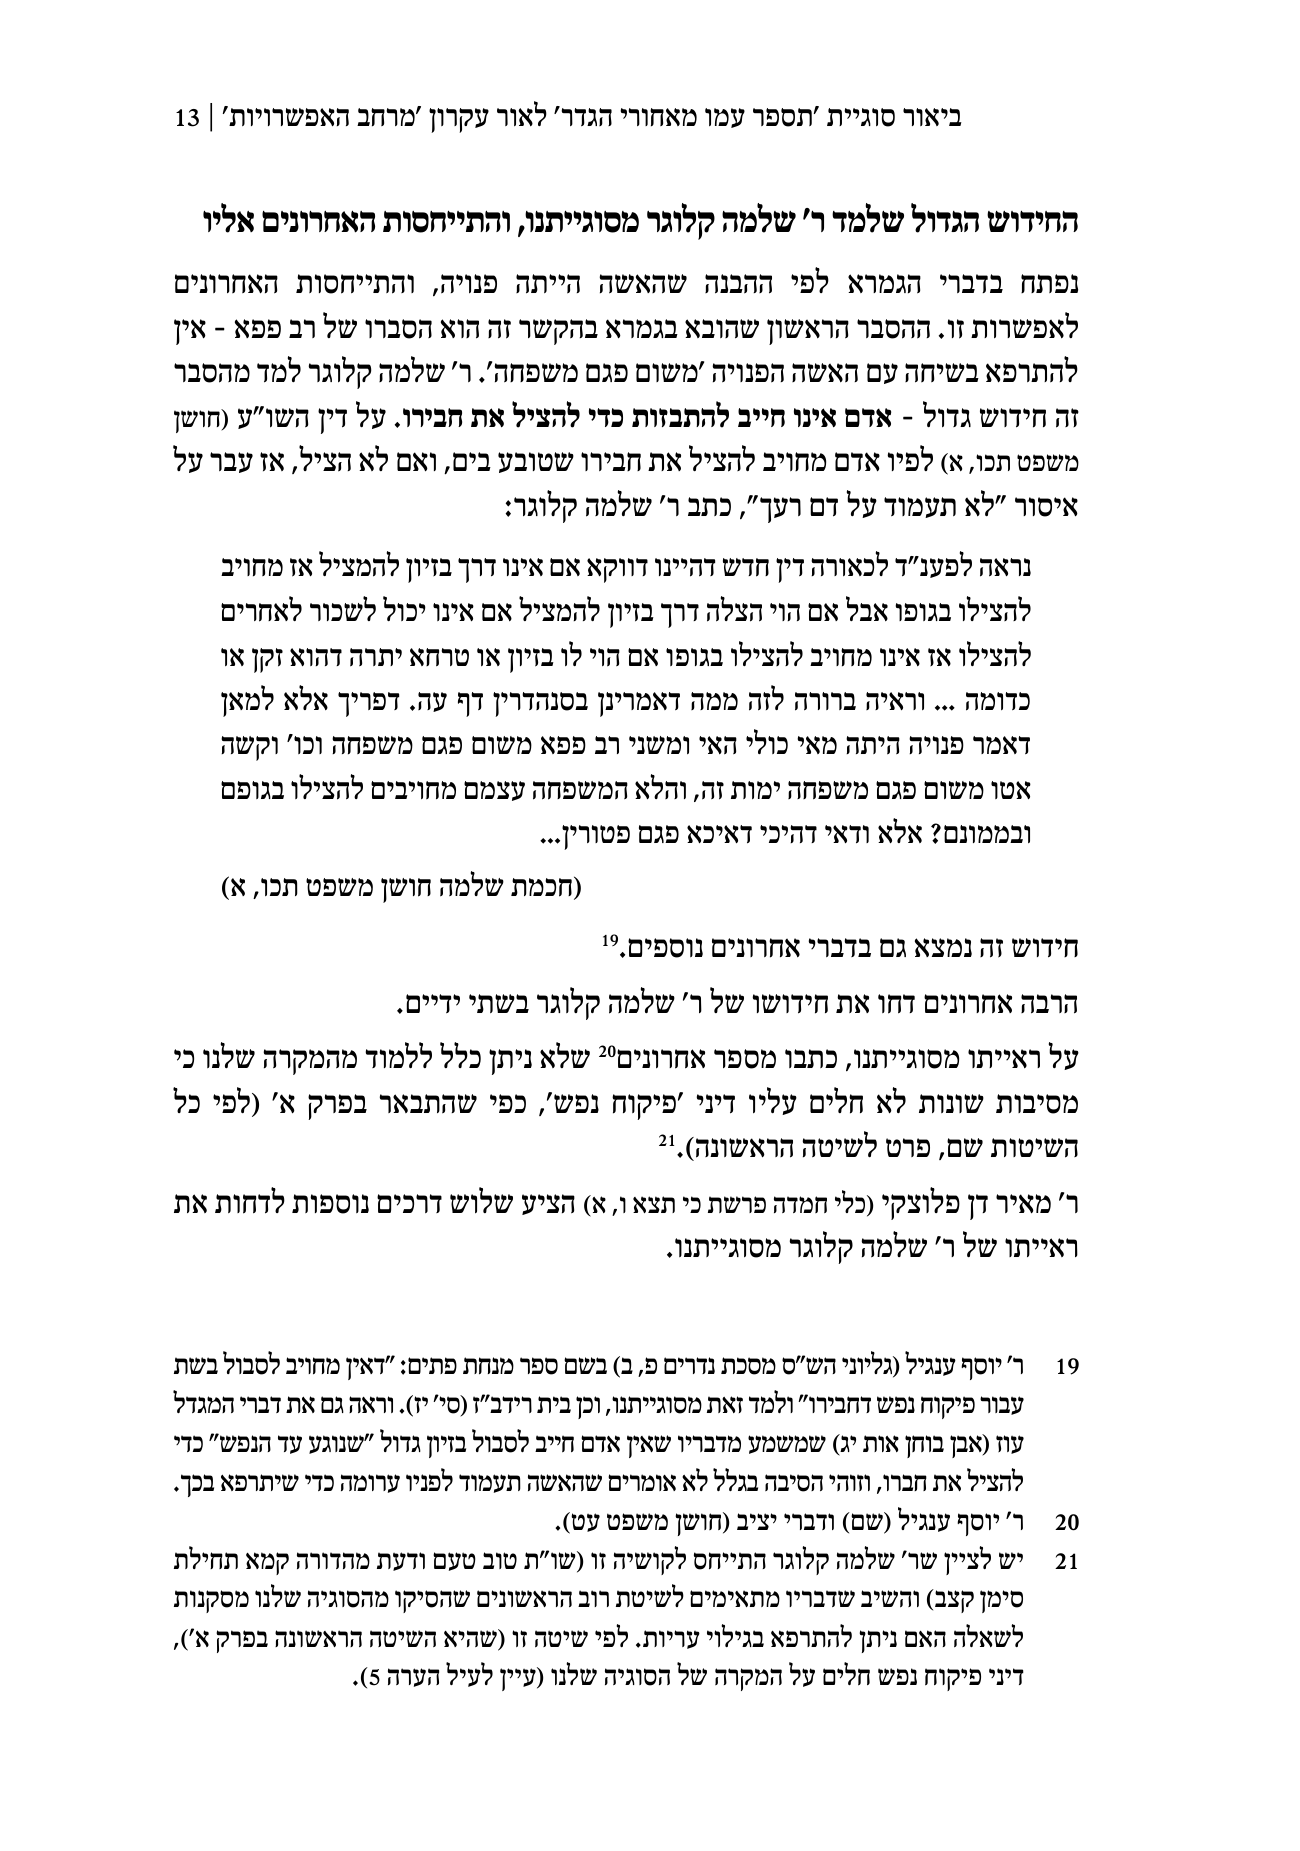 ביאור סוגיית 'תספר עמו מאחורי הגדר' לאור עקרון 'מרחב האפשרויות' | 13
החידוש הגדול שלמד ר' שלמה קלוגר מסוגייתנו, והתייחסות האחרונים אליו
נפתח בדברי הגמרא לפי ההבנה שהאשה הייתה פנויה, והתייחסות האחרונים
לאפשרות זו. ההסבר הראשון שהובא בגמרא בהקשר זה הוא הסברו של רב פפא - אין
להתרפא בשיחה עם האשה הפנויה 'משום פגם משפחה'. ר' שלמה קלוגר למד מהסבר
זה חידוש גדול - אדם אינו חייב להתבזות כדי להציל את חבירו. על דין השו"ע (חושן
משפט תכו, א) לפיו אדם מחויב להציל את חבירו שטובע בים, ואם לא הציל, אז עבר על
איסור "לא תעמוד על דם רעך", כתב ר' שלמה קלוגר:
נראה לפענ"ד לכאורה דין חדש דהיינו דווקא אם אינו דרך בזיון להמציל אז מחויב
להצילו בגופו אבל אם הוי הצלה דרך בזיון להמציל אם אינו יכול לשכור לאחרים
להצילו אז אינו מחויב להצילו בגופו אם הוי לו בזיון או טרחא יתרה דהוא זקן או
כדומה ... וראיה ברורה לזה ממה דאמרינן בסנהדרין דף עה. דפריך אלא למאן
דאמר פנויה היתה מאי כולי האי ומשני רב פפא משום פגם משפחה וכו' וקשה
אטו משום פגם משפחה ימות זה, והלא המשפחה עצמם מחויבים להצילו בגופם
ובממונם? אלא ודאי דהיכי דאיכא פגם פטורין...
(חכמת שלמה חושן משפט תכו, א)
חידוש זה נמצא גם בדברי אחרונים נוספים.19
הרבה אחרונים דחו את חידושו של ר' שלמה קלוגר בשתי ידיים.
על ראייתו מסוגייתנו, כתבו מספר אחרונים20 שלא ניתן כלל ללמוד מהמקרה שלנו כי
מסיבות שונות לא חלים עליו דיני 'פיקוח נפש', כפי שהתבאר בפרק א' (לפי כל
השיטות שם, פרט לשיטה הראשונה).21
ר' מאיר דן פלוצקי (כלי חמדה פרשת כי תצא ו, א) הציע שלוש דרכים נוספות לדחות את
ראייתו של ר' שלמה קלוגר מסוגייתנו.
19 ר' יוסף ענגיל (גליוני הש"ס מסכת נדרים פ, ב) בשם ספר מנחת פתים: "דאין מחויב לסבול בשת
עבור פיקוח נפש דחבירו" ולמד זאת מסוגייתנו, וכן בית רידב"ז (סי' יז). וראה גם את דברי המגדל
עוז (אבן בוחן אות יג) שמשמע מדבריו שאין אדם חייב לסבול בזיון גדול "שנוגע עד הנפש" כדי
להציל את חברו, וזוהי הסיבה בגלל לא אומרים שהאשה תעמוד לפניו ערומה כדי שיתרפא בכך.
20 ר' יוסף ענגיל (שם) ודברי יציב (חושן משפט עט).
21 יש לציין שר' שלמה קלוגר התייחס לקושיה זו (שו"ת טוב טעם ודעת מהדורה קמא תחילת
סימן קצב) והשיב שדבריו מתאימים לשיטת רוב הראשונים שהסיקו מהסוגיה שלנו מסקנות
לשאלה האם ניתן להתרפא בגילוי עריות. לפי שיטה זו (שהיא השיטה הראשונה בפרק א'),
דיני פיקוח נפש חלים על המקרה של הסוגיה שלנו (עיין לעיל הערה 5).